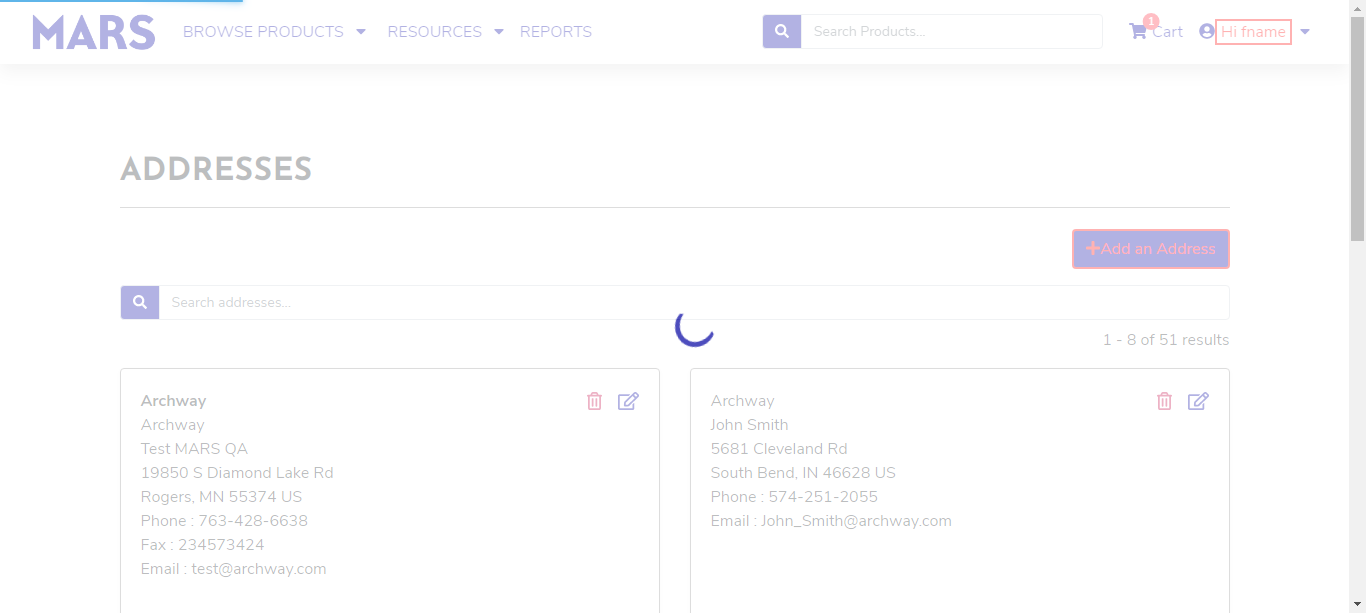 MARS BROWSE PRODUCTS RESOURCES REPORTS Search Products... 1 Cart Hi fname
ADDRESSES
Add an Address
Search addresses...
1 - 8 of 51 results
Archway
Archway
Test MARS QA
19850 S Diamond Lake Rd
Rogers, MN 55374 US
Phone : 763-428-6638
Fax : 234573424
Email : test@archway.com
Archway
John Smith
5681 Cleveland Rd
South Bend, IN 46628 US
Phone : 574-251-2055
Email : John_Smith@archway.com